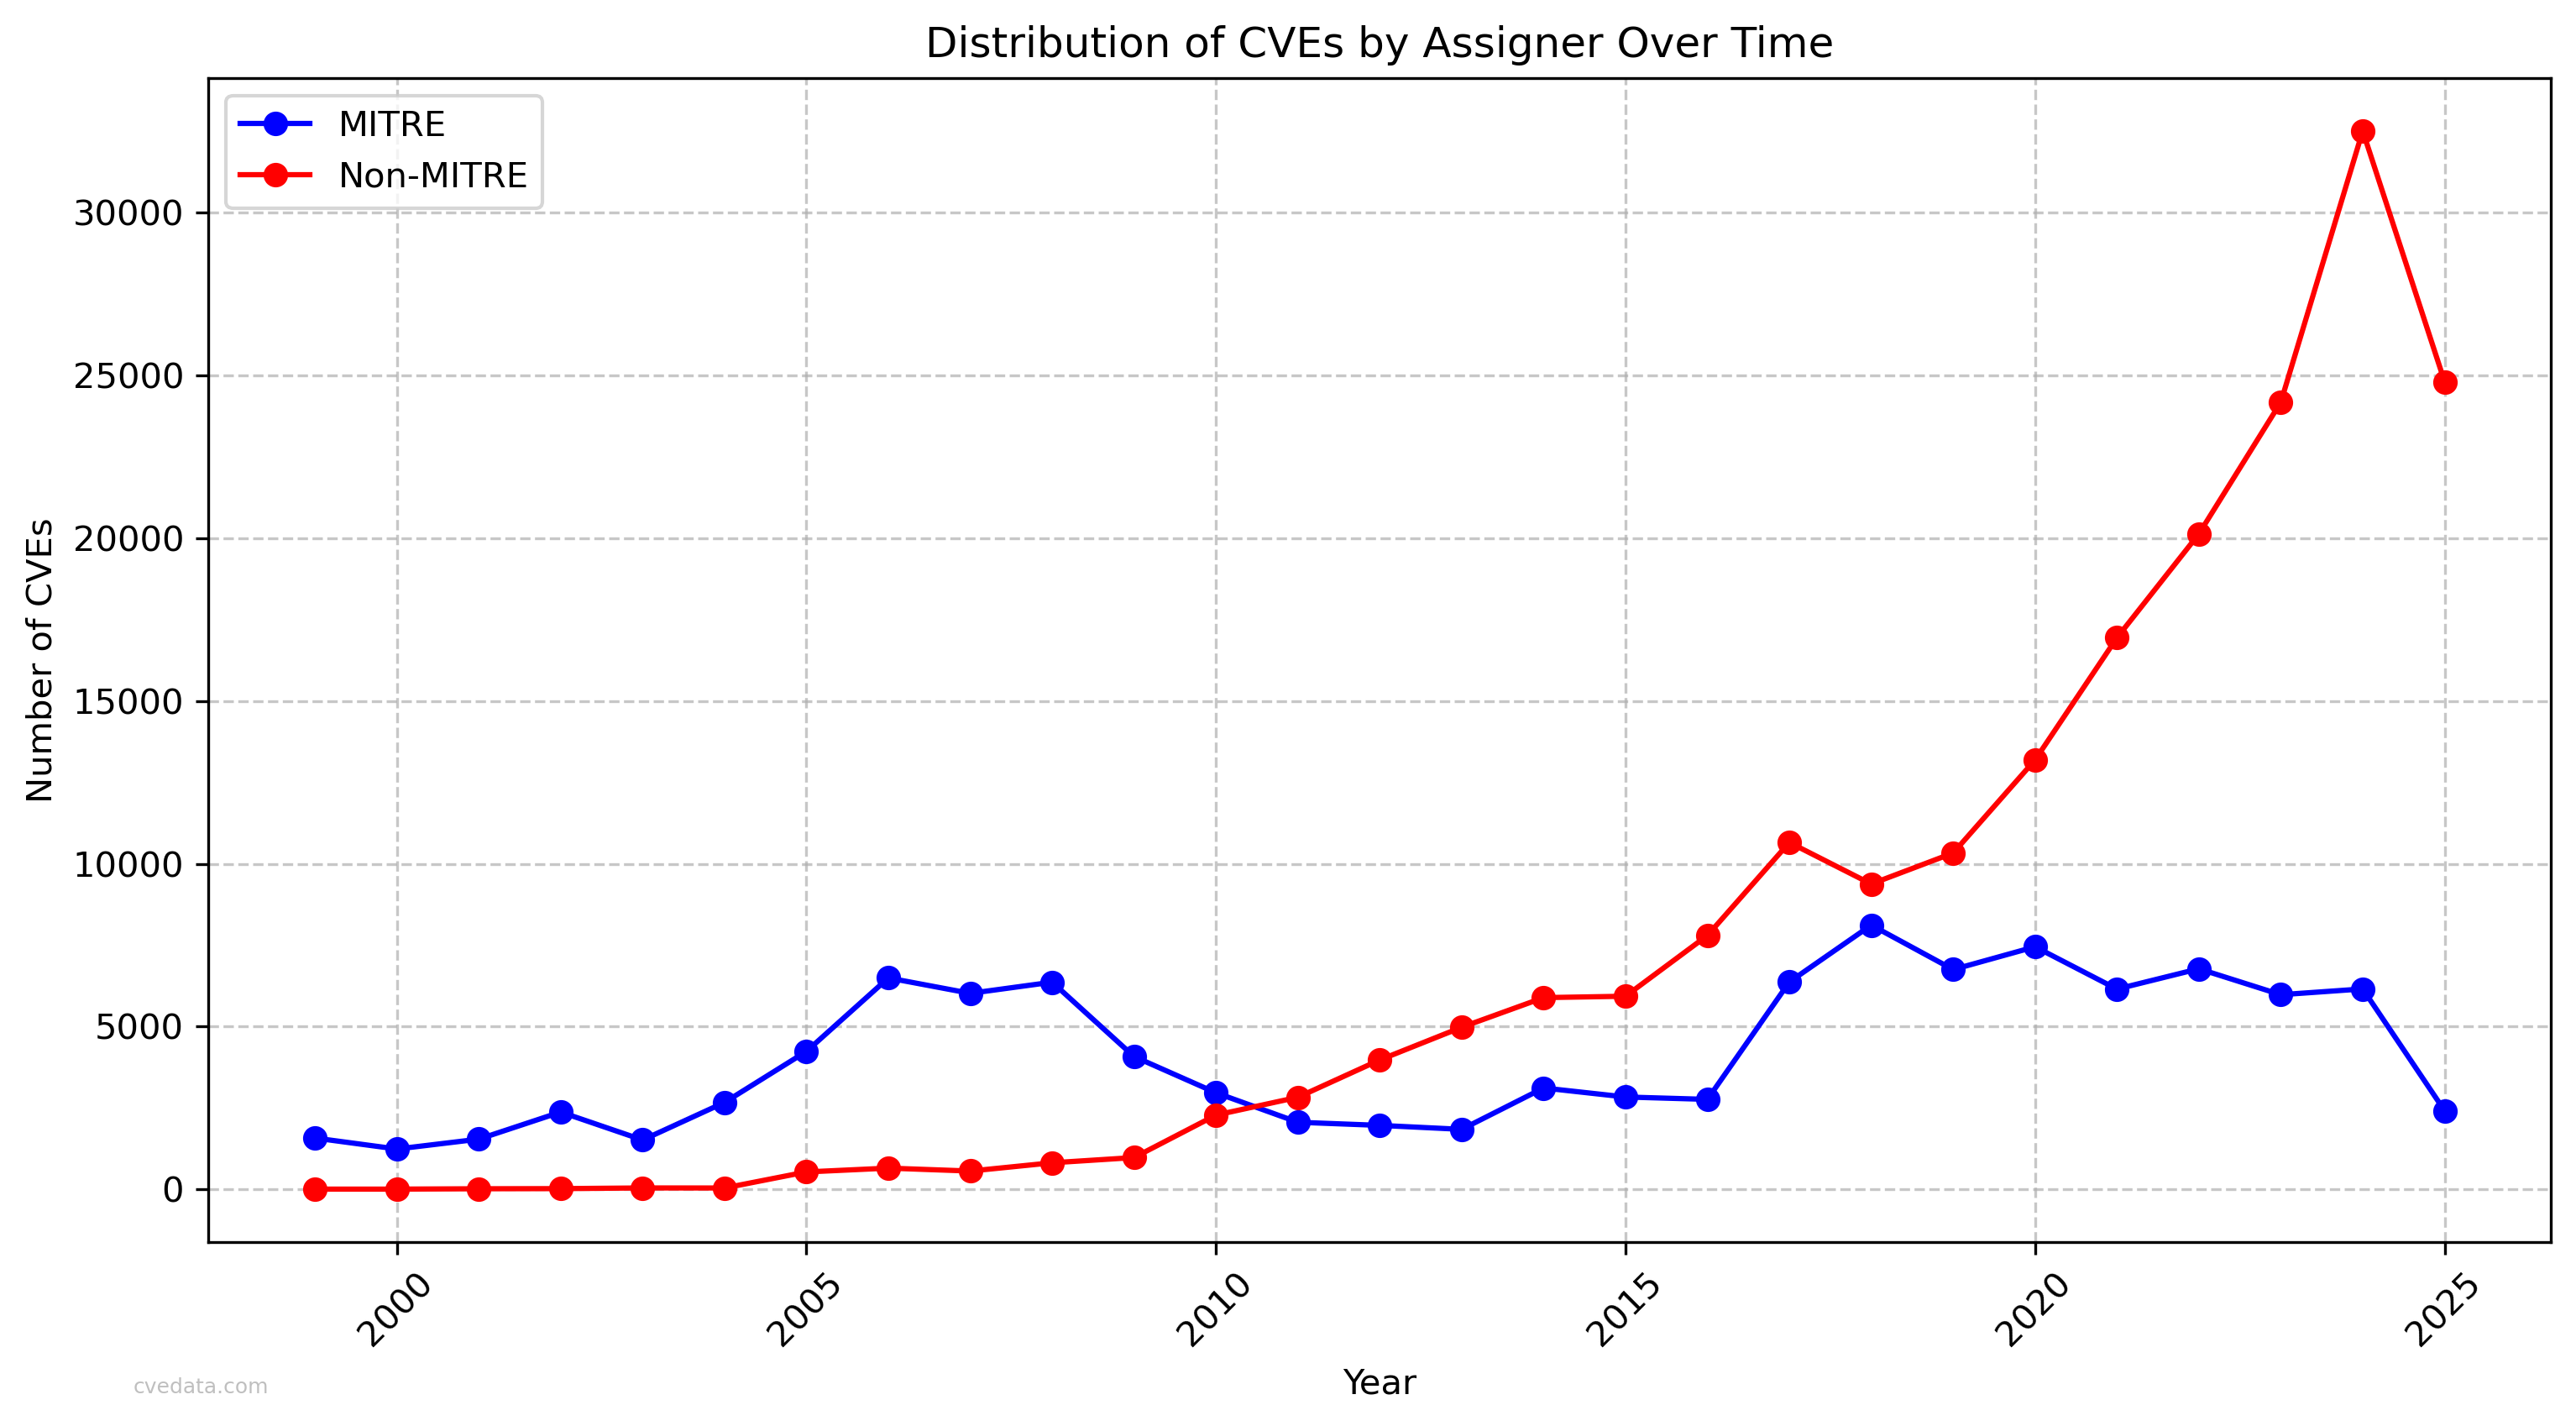 Distribution of CVEs by Assigner Over Time
MITRE
Non-MITRE
30000
25000
20000
15000
10000
5000
0
Number of CVEs
2000
2005
2010
2015
2020
2025
Year
cvedata.com